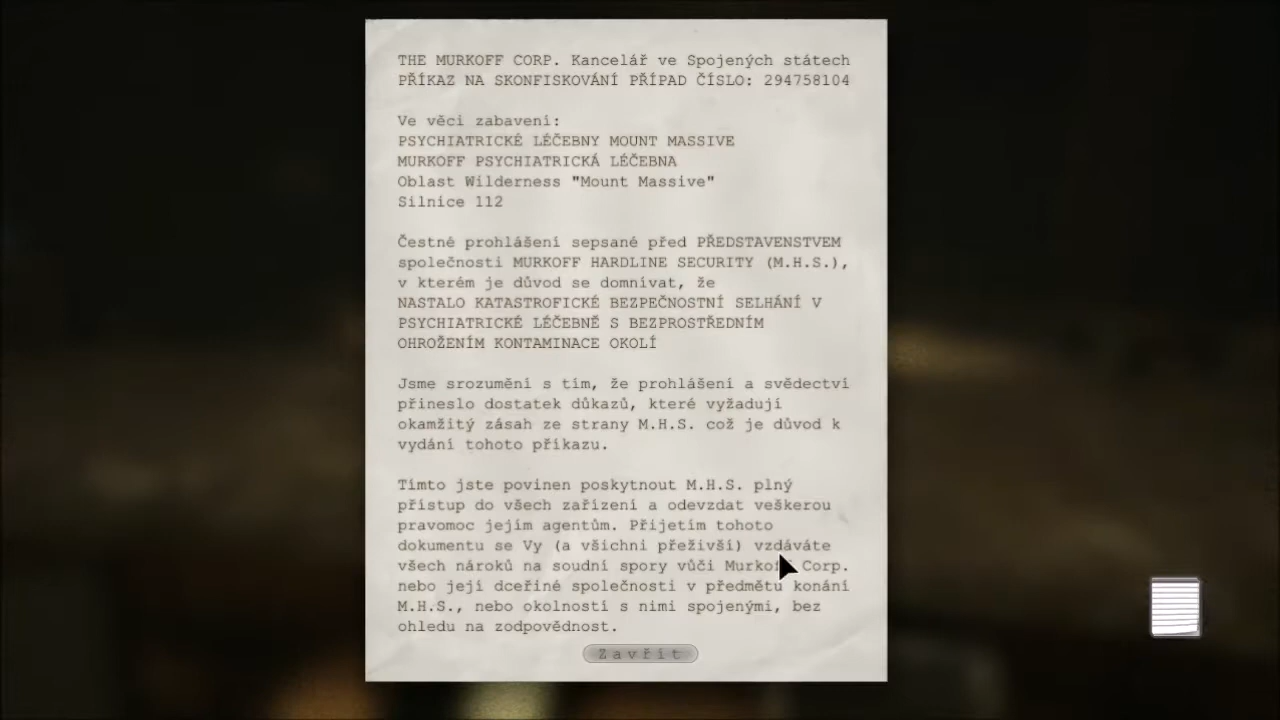 THE MURKOFF CORP. Kancelář ve Spojených státech
PŘÍKAZ NA SKONFISKOVÁNÍ PŘÍPAD ČÍSLO: 294758104
Ve věci zabavení:
PSYCHIATRICKÉ LÉČEBNY MOUNT MASSIVE
MURKOFF PSYCHIATRICKÁ LÉČEBNA
Oblast Wilderness "Mount Massive"
Silnice 112
Čestné prohlášení sepsané před PŘEDSTAVENSTVEM
společnosti MURKOFF HARDLINE SECURITY (M.H.S.),
v kterém je důvod se domnívat, že
NASTALO KATASTROFICKÉ BEZPEČNOSTNÍ SELHÁNÍ V
PSYCHIATRICKÉ LÉČEBNĚ S BEZPROSTŘEDNÍM
OHROŽENÍM KONTAMINACE OKOLÍ
Jsme srozuměni s tím, že prohlášení a svědectví
přineslo dostatek důkazů, které vyžadují
okamžitý zásah ze strany M.H.S. což je důvod k
vydání tohoto příkazu.
Tímto jste povinen poskytnout M.H.S. plný
přístup do všech zařízení a odevzdat veškerou
pravomoc jejím agentům. Přijetím tohoto
dokumentu se Vy (a všichni přeživší) vzdáváte
všech nároků na soudní spory vůči Murkoff Corp.
nebo její dceřiné společnosti v předmětu konání
M.H.S., nebo okolností s nimi spojenými, bez
ohledu na zodpovědnost.
Zavřít